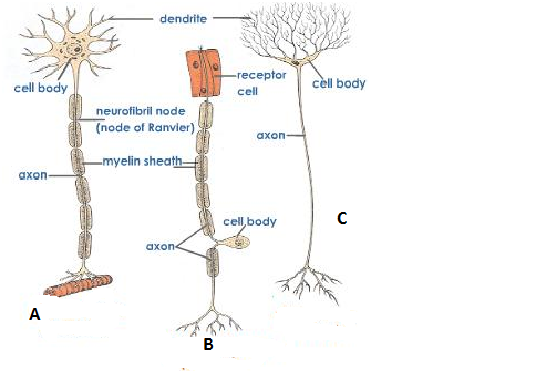 dendrite
cell body
receptor
cell
cell body
neurofibril node
(node of Ranvier)
axon
myelin sheath
axon
cell body
axon
C
A
B